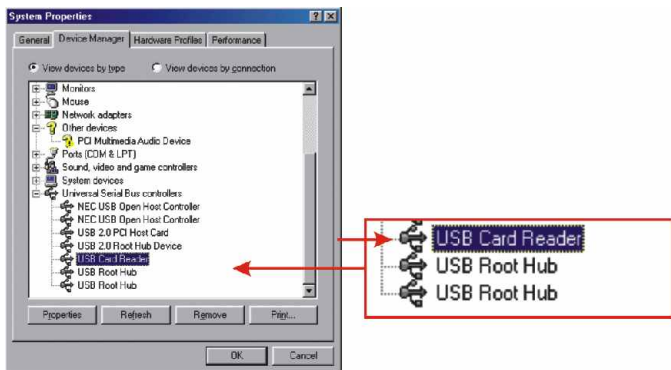 System Properties
General Device Manager Hardware Profiles Performance
View devices by type View devices by connection
Monitors
Mouse
Network adapters
Other devices
PCI Multimedia Audio Device
Ports (COM & LPT)
Sound, video and game controllers
System devices
Universal Serial Bus controllers
NEC USB Open Host Controller
NEC USB Open Host Controller
USB 2.0 PCI Host Card
USB 2.0 Root Hub Device
USB Card Reader
USB Root Hub
USB Root Hub
Properties Refresh Remove Print...
OK Cancel
USB Card Reader
USB Root Hub
USB Root Hub